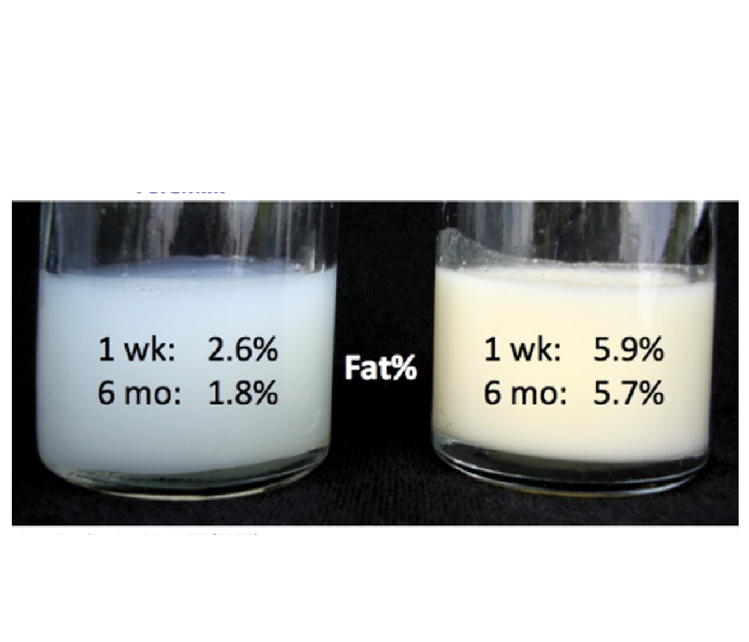 1 wk: 2.6%
6 mo: 1.8%
Fat%
1 wk: 5.9%
6 mo: 5.7%